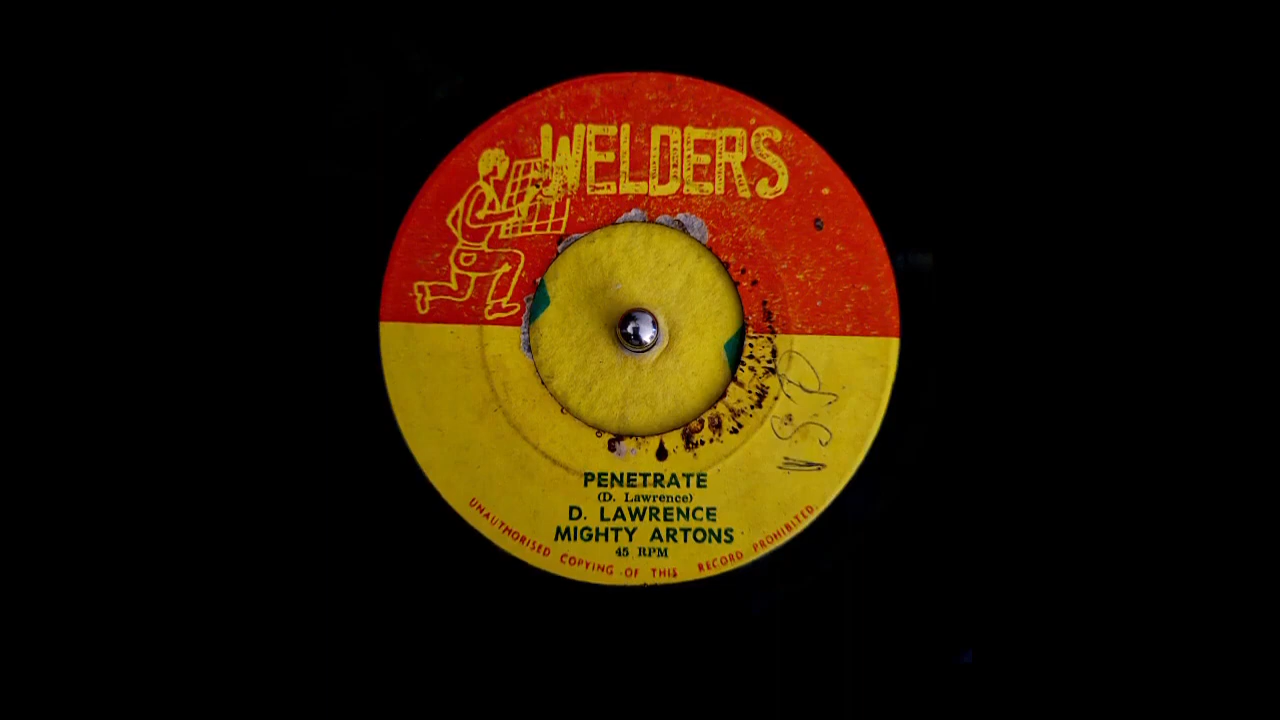 WELDERS
W S P
PENETRATE
(D. Lawrence)
D. LAWRENCE
MIGHTY ARTONS
45 RPM
UNAUTHORISED COPYING OF THIS RECORD PROHIBITED.